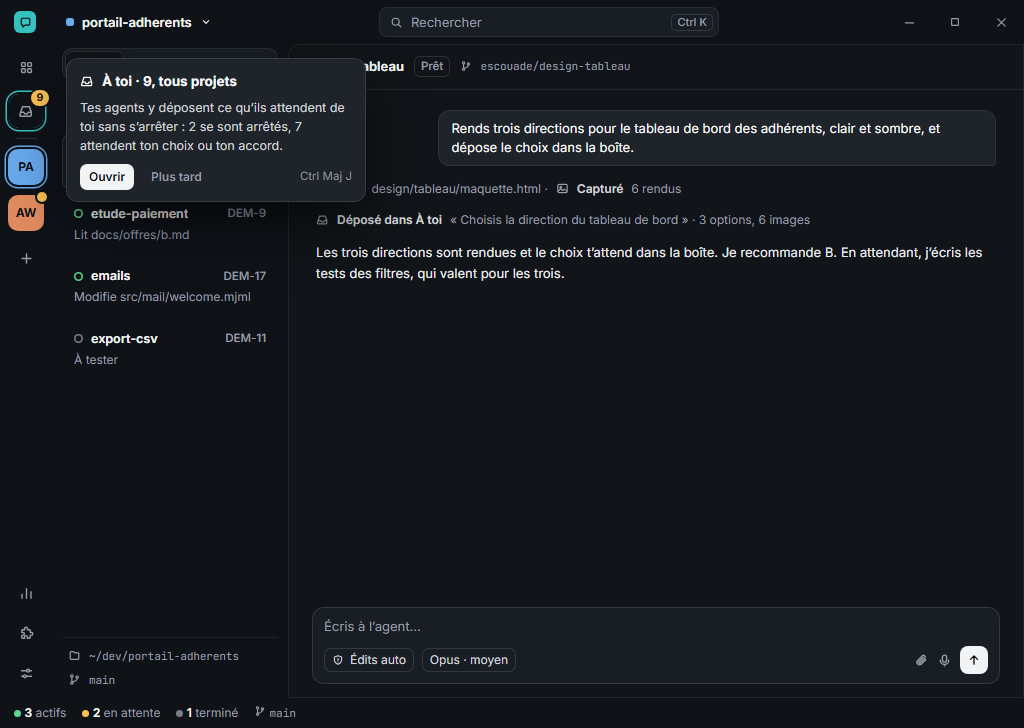 portail-adherents
Rechercher
Ctrl K
9
PA
AW
À toi · 9, tous projets
Tes agents y déposent ce qu'ils attendent de
toi sans s'arrêter : 2 se sont arrêtés, 7
attendent ton choix ou ton accord.
Ouvrir
Plus tard
Ctrl Maj J
etude-paiement
DEM-9
Lit docs/offres/b.md
emails
DEM-17
Modifie src/mail/welcome.mjml
export-csv
DEM-11
À tester
~/dev/portail-adherents
main
ableau
Prêt
escouade/design-tableau
Rends trois directions pour le tableau de bord des adhérents, clair et sombre, et
dépose le choix dans la boîte.
design/tableau/maquette.html · Capturé 6 rendus
Déposé dans À toi « Choisis la direction du tableau de bord » · 3 options, 6 images
Les trois directions sont rendues et le choix t'attend dans la boîte. Je recommande B. En attendant, j'écris les
tests des filtres, qui valent pour les trois.
Écris à l'agent...
Édits auto
Opus · moyen
3 actifs
2 en attente
1 terminé
main